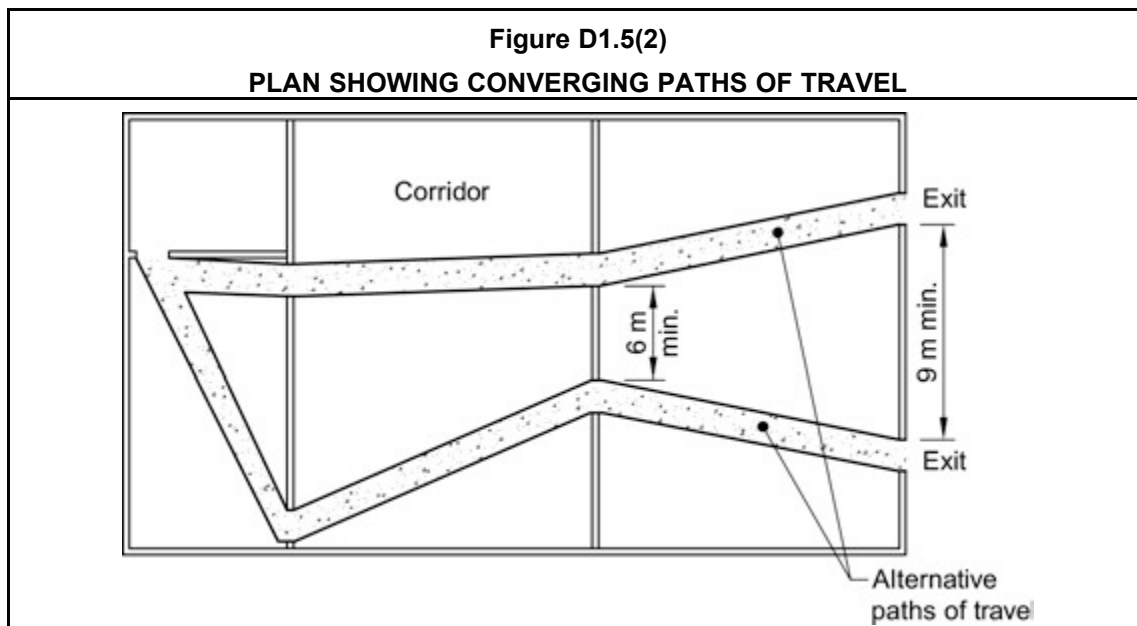 Figure D1.5(2)
PLAN SHOWING CONVERGING PATHS OF TRAVEL
Corridor
Exit
6 m
min.
9 m min.
Exit
Alternative
paths of travel